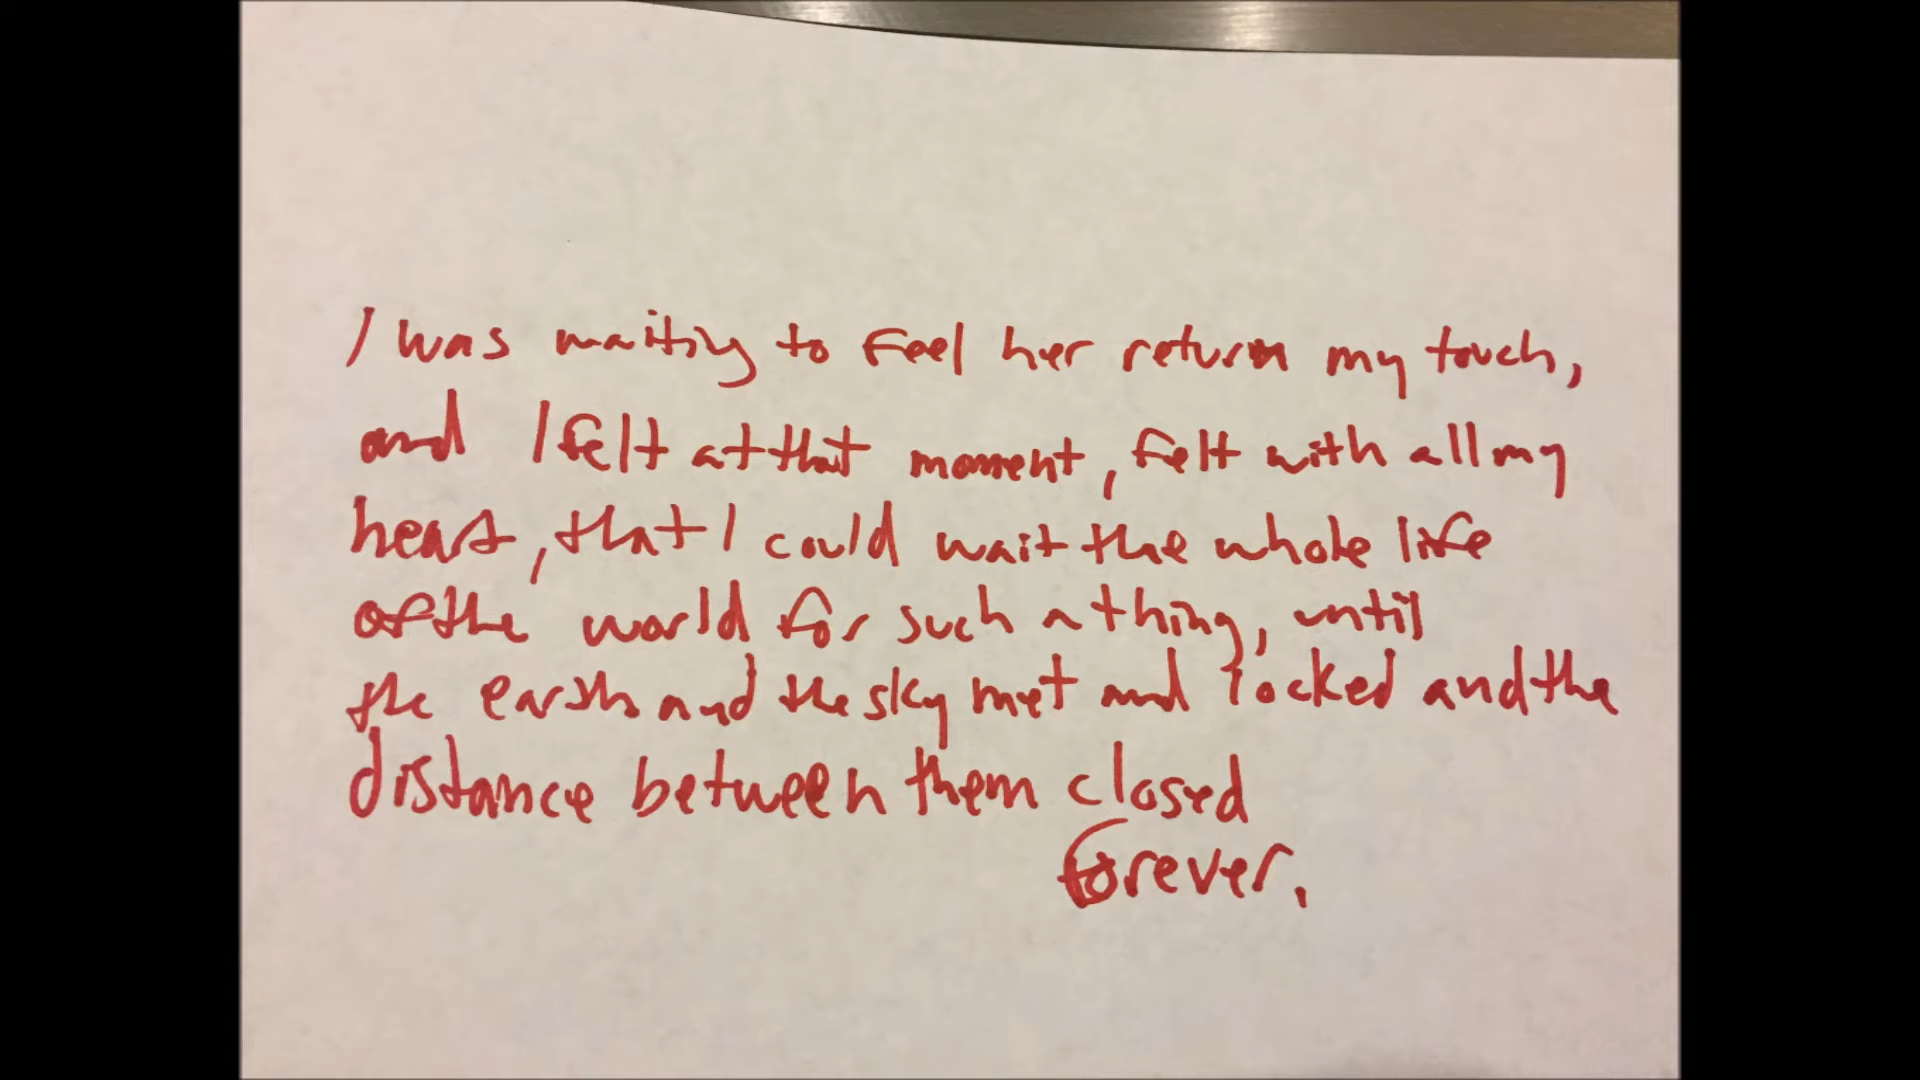 I was waiting to feel her return my touch,
and I felt at that moment, felt with all my
heart, that I could wait the whole life
of the world for such a thing, until
the earth and the sky met and locked and the
distance between them closed
forever.